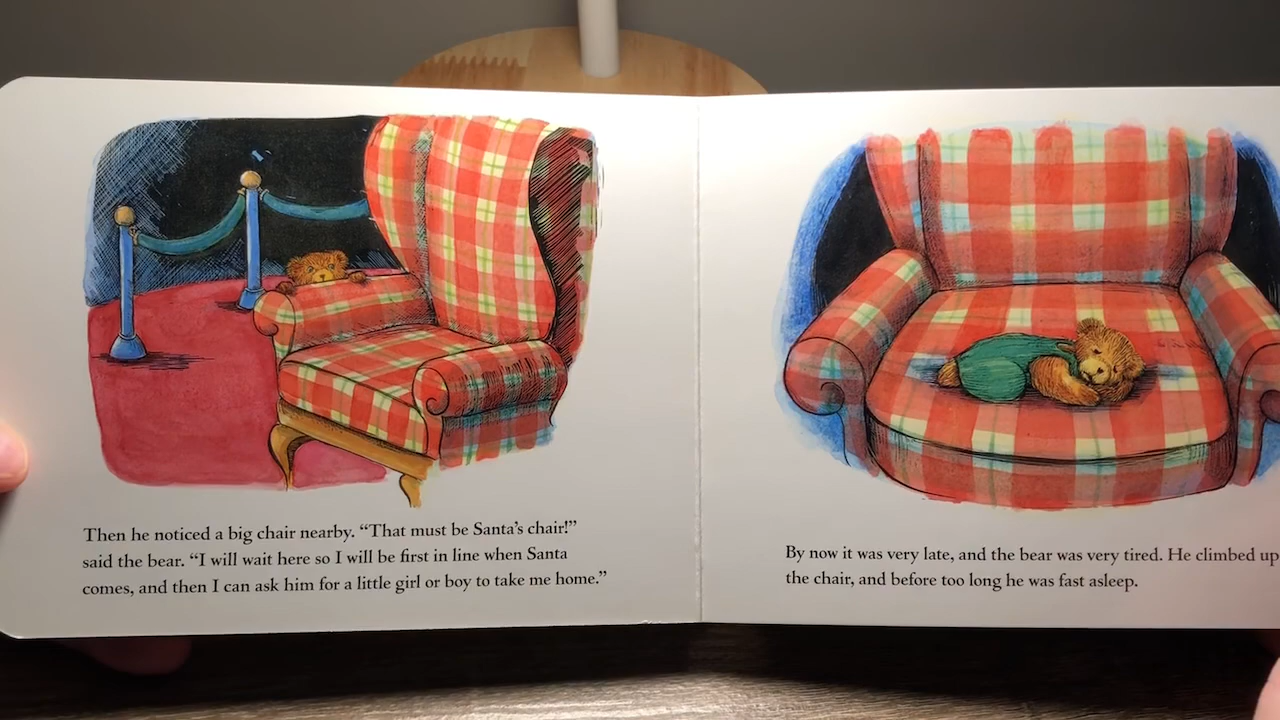 Then he noticed a big chair nearby. “That must be Santa’s chair!”
said the bear. “I will wait here so I will be first in line when Santa
comes, and then I can ask him for a little girl or boy to take me home.”
By now it was very late, and the bear was very tired. He climbed up
the chair, and before too long he was fast asleep.